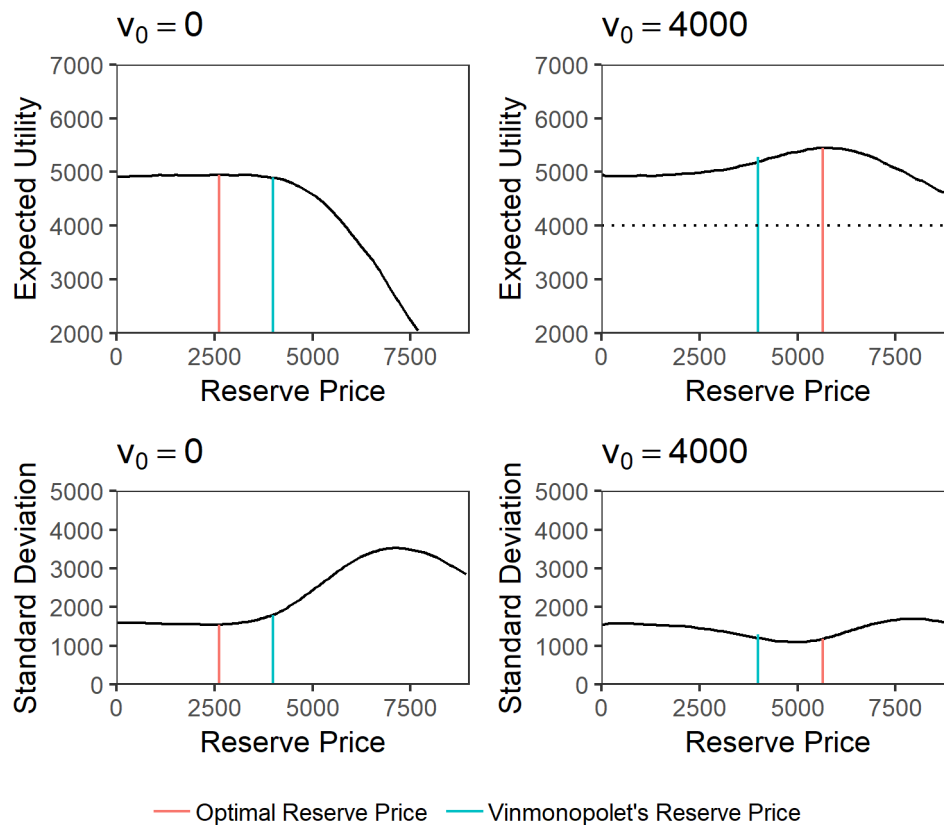 v₀ = 0
Expected Utility
7000
6000
5000
4000
3000
2000
0 2500 5000 7500
Reserve Price
v₀ = 4000
Expected Utility
7000
6000
5000
4000
3000
2000
0 2500 5000 7500
Reserve Price
v₀ = 0
Standard Deviation
5000
4000
3000
2000
1000
0
0 2500 5000 7500
Reserve Price
v₀ = 4000
Standard Deviation
5000
4000
3000
2000
1000
0
0 2500 5000 7500
Reserve Price
Optimal Reserve Price Vinmonopolet's Reserve Price